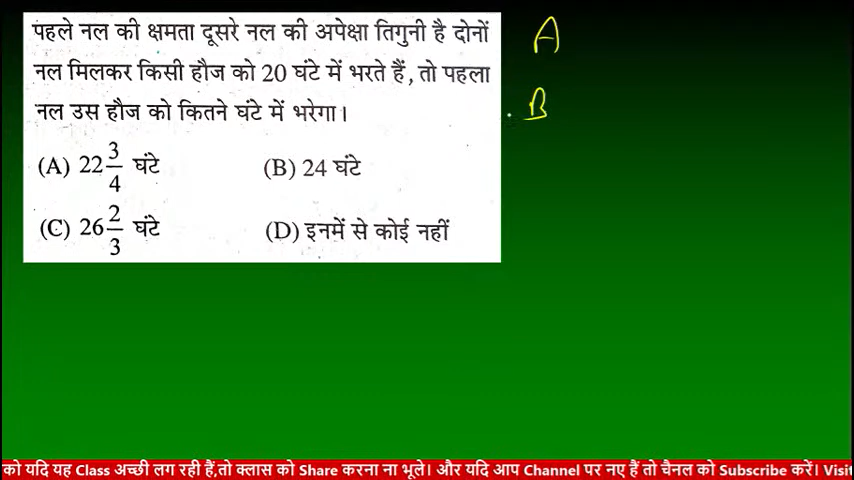 पहले नल की क्षमता दूसरे नल की अपेक्षा तिगुनी है दोनों
नल मिलकर किसी हौज को 20 घंटे में भरते हैं, तो पहला
नल उस हौज को कितने घंटे में भरेगा।
(A) 22 3/4 घंटे (B) 24 घंटे
(C) 26 2/3 घंटे (D) इनमें से कोई नहीं
A
B
को यदि यह Class अच्छी लग रही हैं,तो क्लास को Share करना ना भूले। और यदि आप Channel पर नए हैं तो चैनल को Subscribe करें। Visit